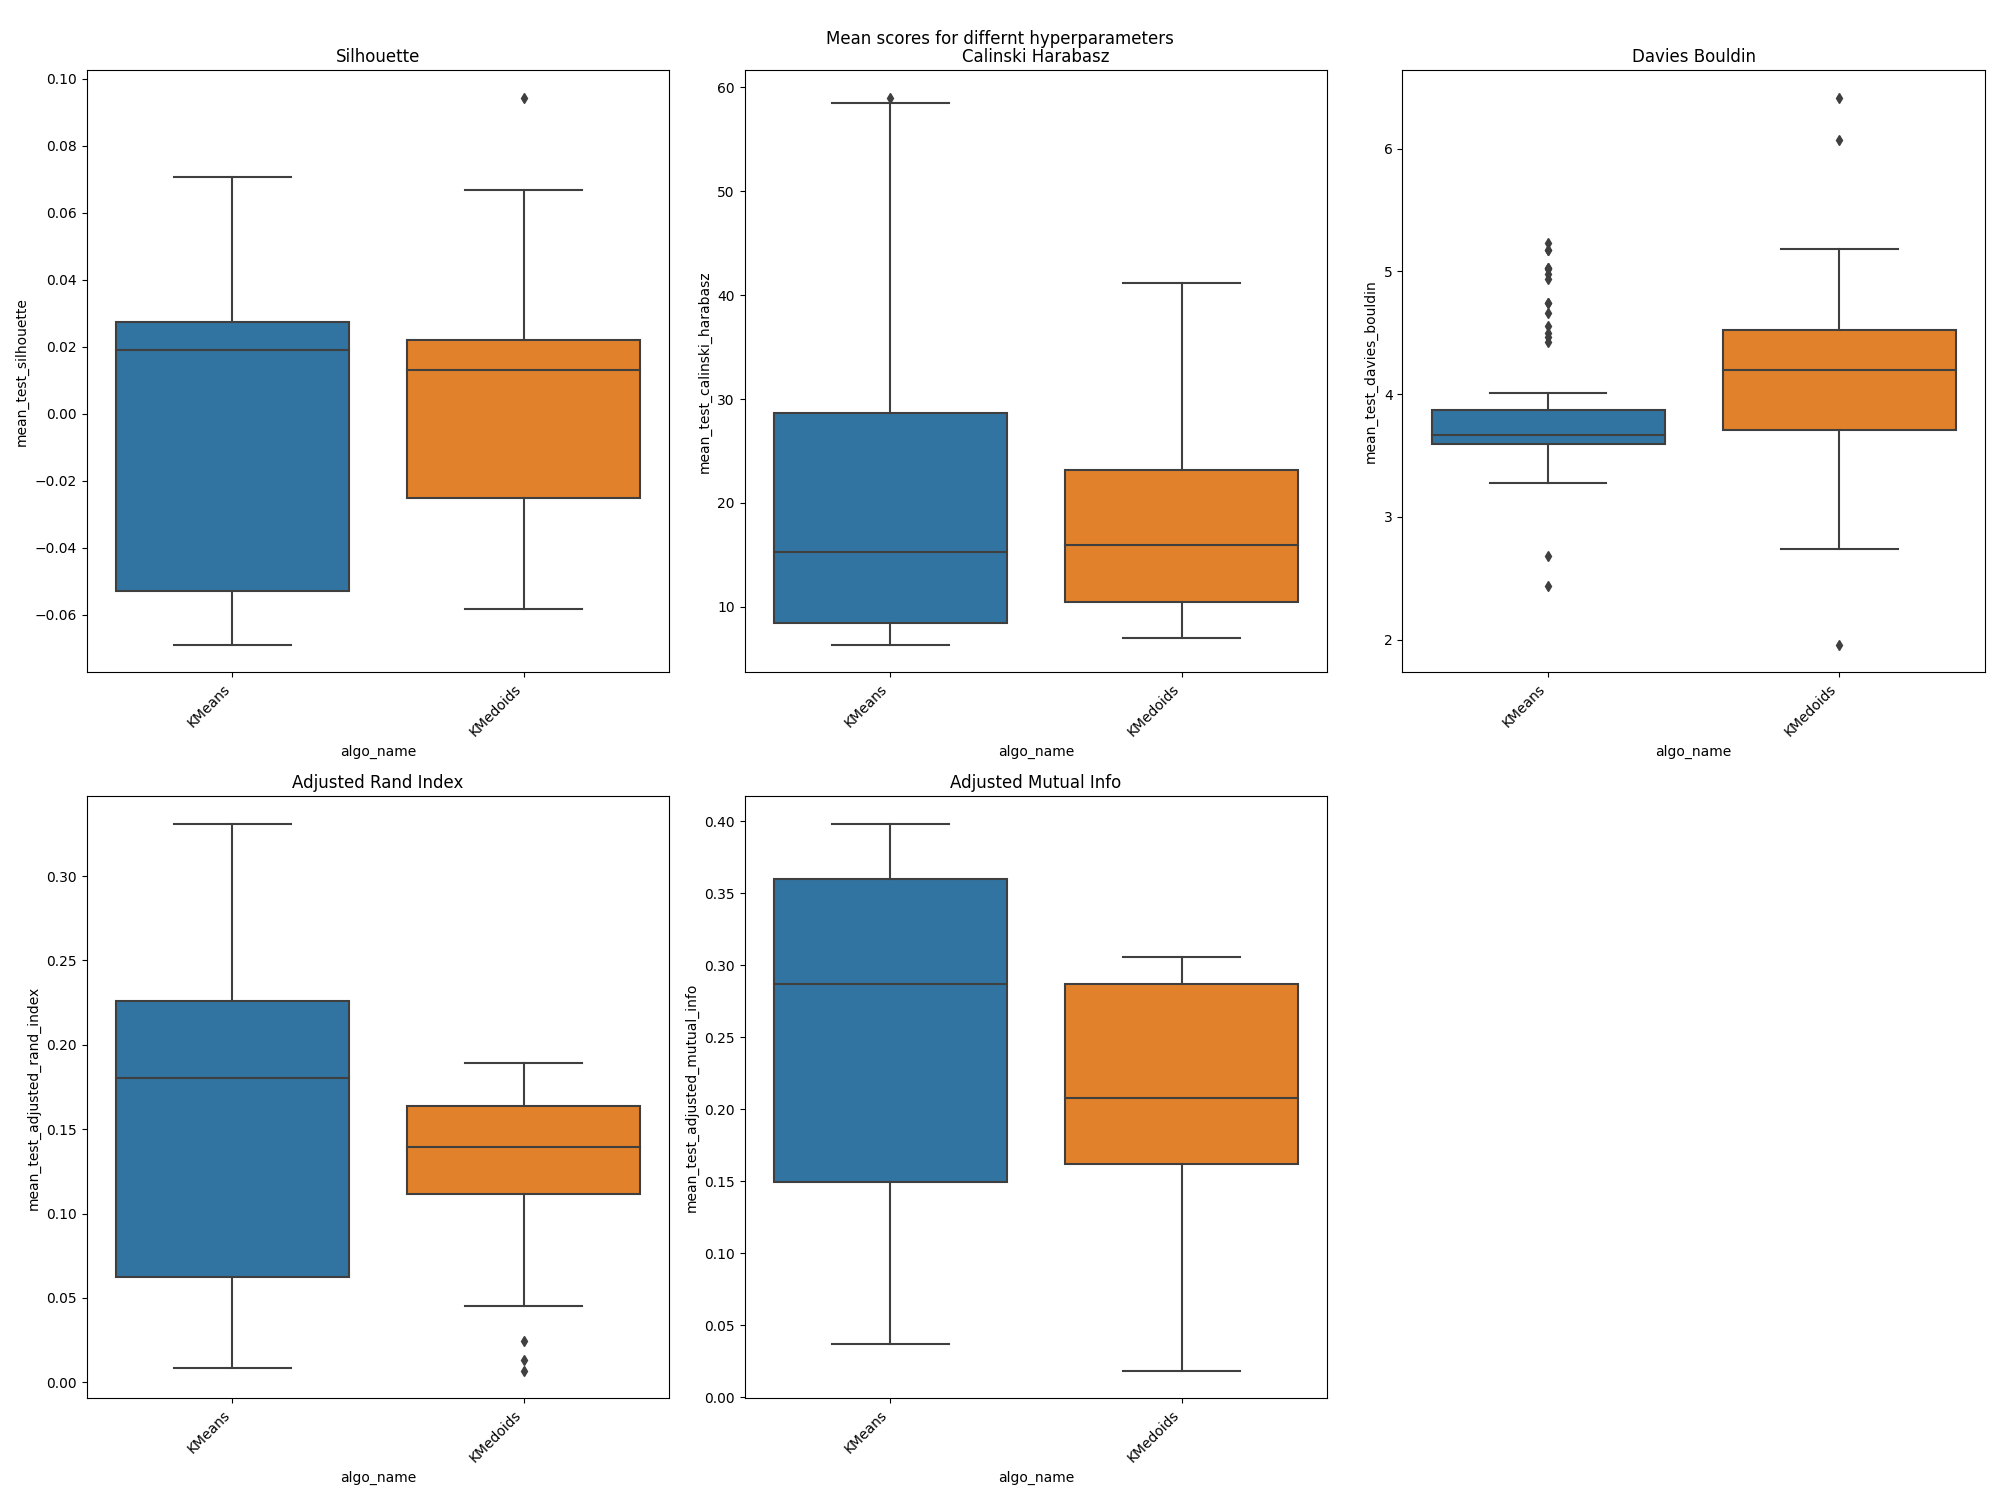 Mean scores for differnt hyperparameters
Silhouette
0.10
0.08
0.06
0.04
0.02
0.00
−0.02
−0.04
−0.06
mean_test_silhouette
KMeans
KMedoids
algo_name
Calinski Harabasz
60
50
40
30
20
10
mean_test_calinski_harabasz
KMeans
KMedoids
algo_name
Davies Bouldin
6
5
4
3
2
mean_test_davies_bouldin
KMeans
KMedoids
algo_name
Adjusted Rand Index
0.30
0.25
0.20
0.15
0.10
0.05
0.00
mean_test_adjusted_rand_index
KMeans
KMedoids
algo_name
Adjusted Mutual Info
0.40
0.35
0.30
0.25
0.20
0.15
0.10
0.05
0.00
mean_test_adjusted_mutual_info
KMeans
KMedoids
algo_name